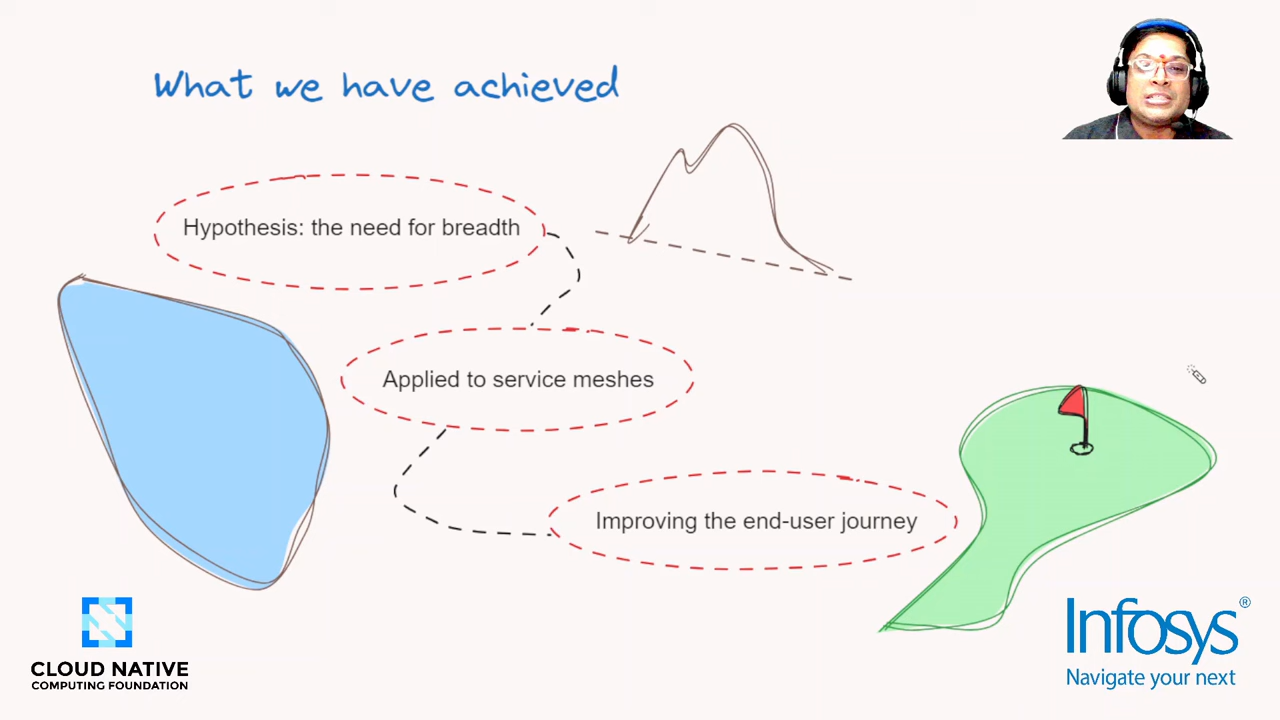 What we have achieved
Hypothesis: the need for breadth
Applied to service meshes
Improving the end-user journey
CLOUD NATIVE
COMPUTING FOUNDATION
Infosys®
Navigate your next